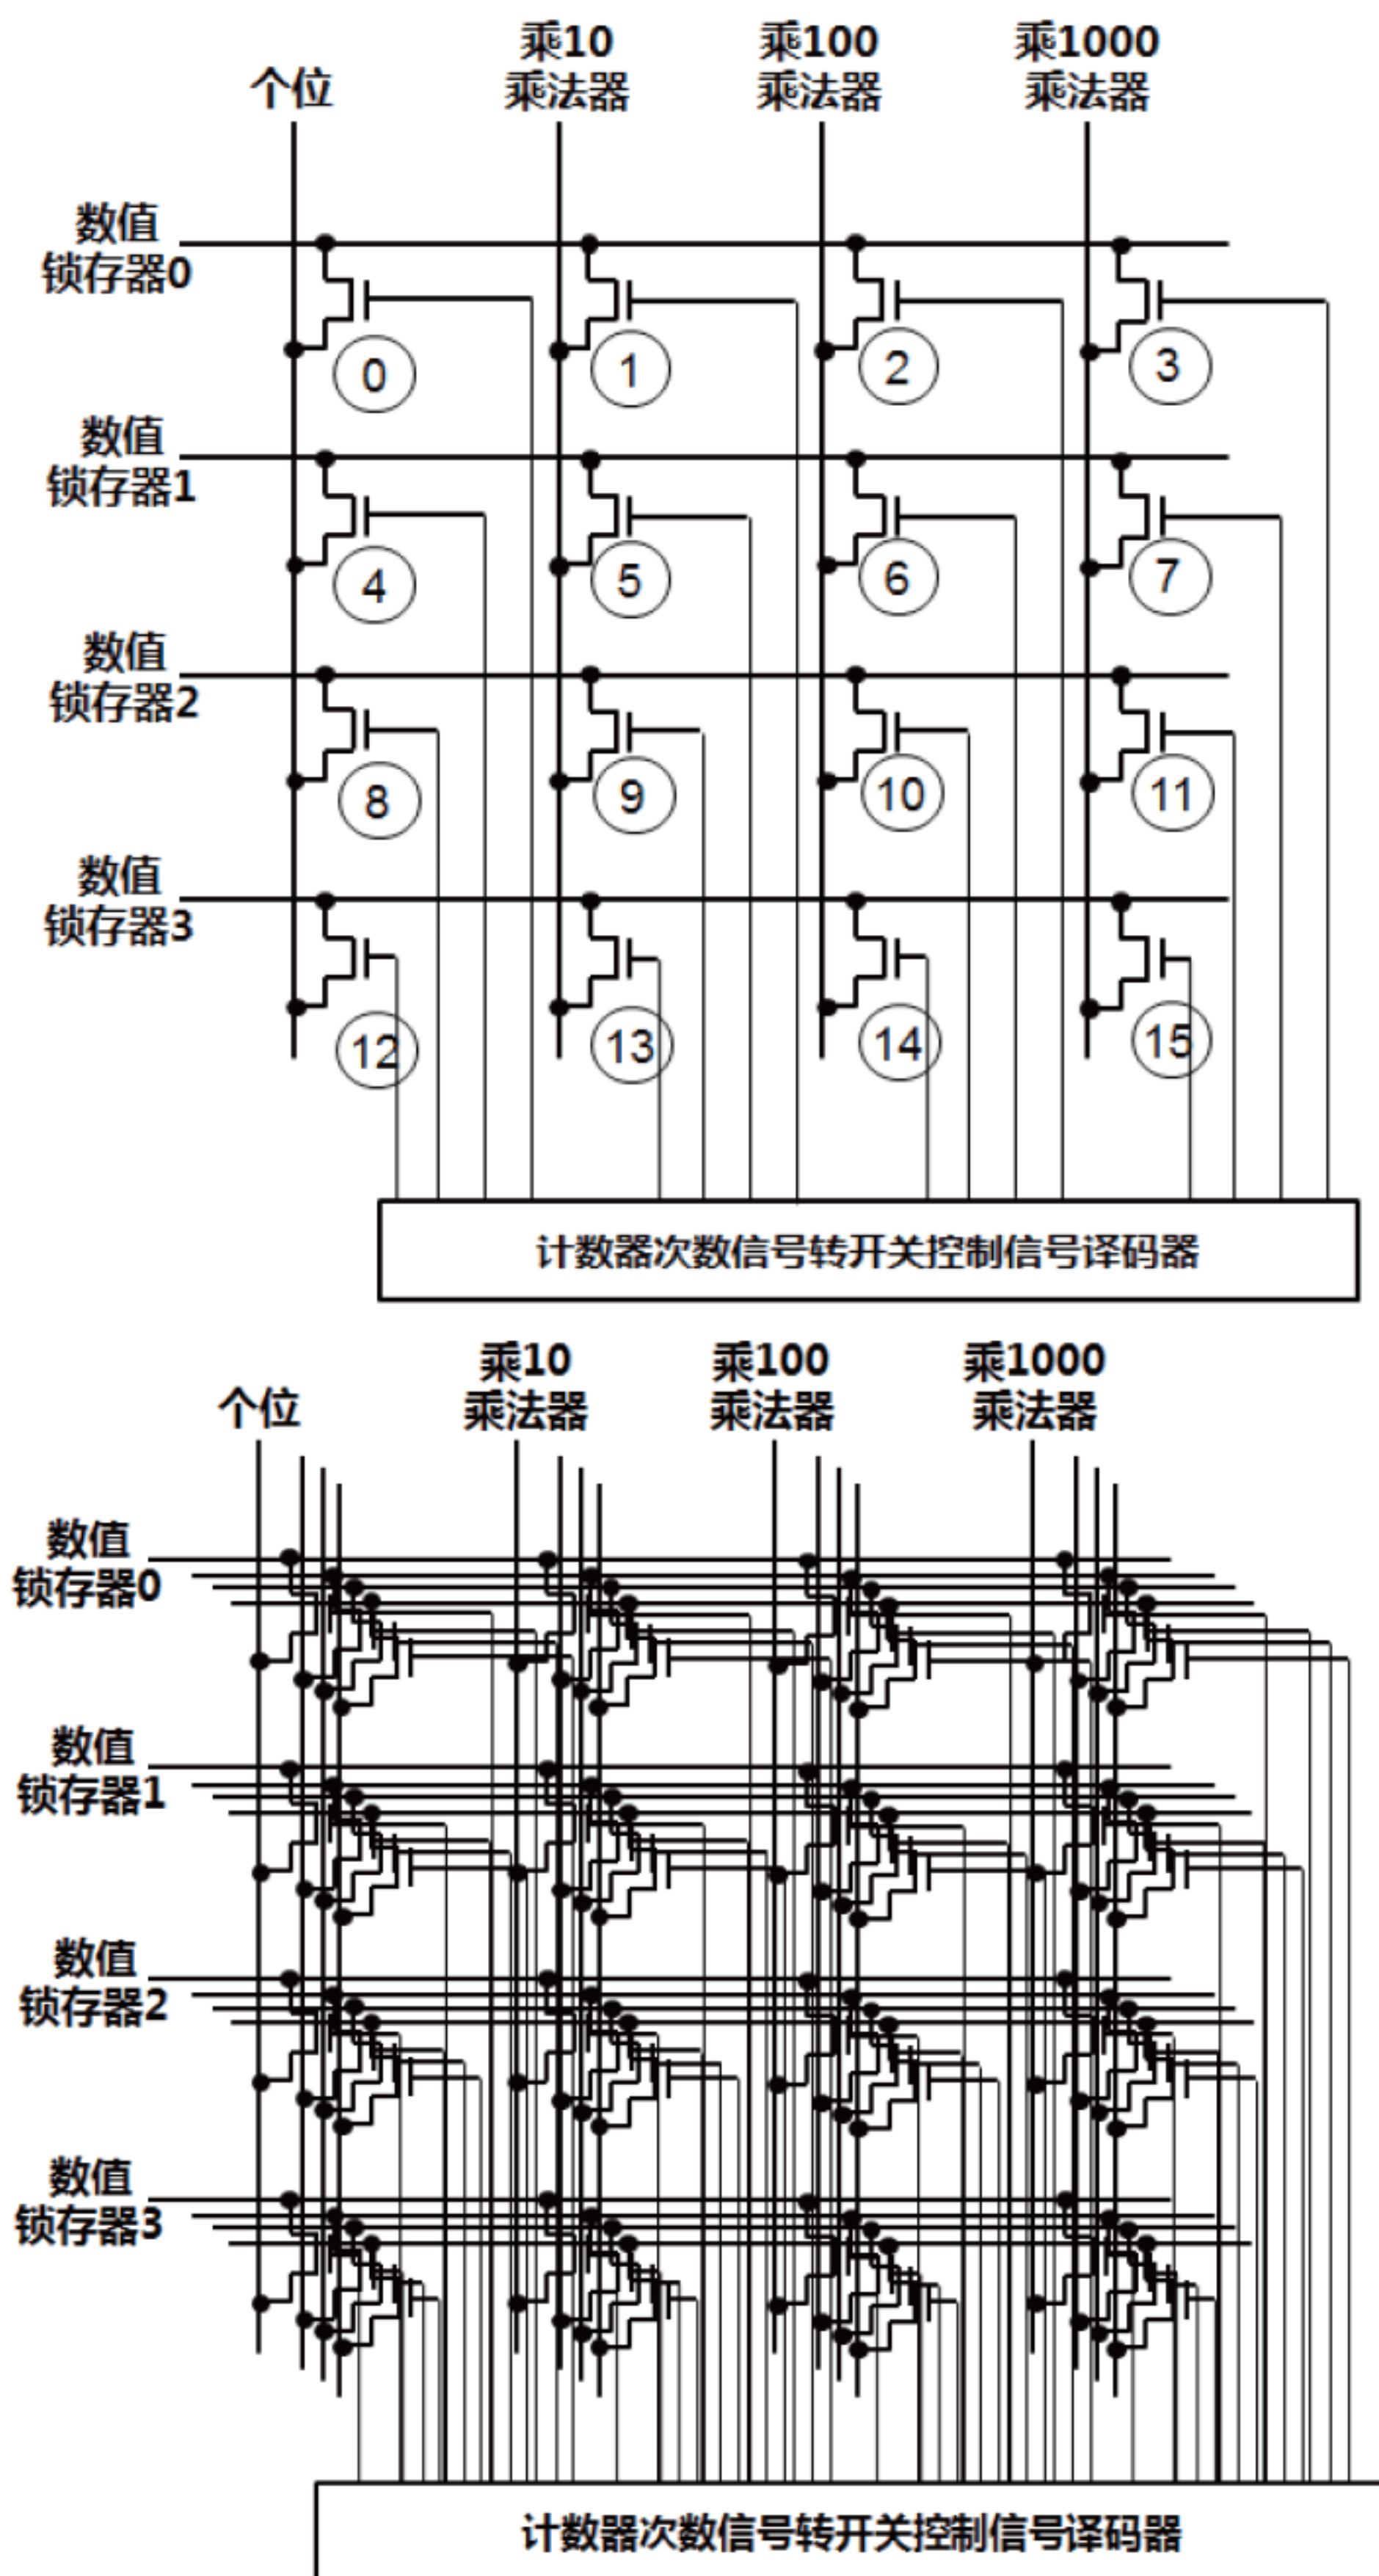 个位
乘10
乘法器
乘100
乘法器
乘1000
乘法器
数值
锁存器0
0
1
2
3
数值
锁存器1
4
5
6
7
数值
锁存器2
8
9
10
11
数值
锁存器3
12
13
14
15
计数器次数信号转开关控制信号译码器
个位
乘10
乘法器
乘100
乘法器
乘1000
乘法器
数值
锁存器0
数值
锁存器1
数值
锁存器2
数值
锁存器3
计数器次数信号转开关控制信号译码器